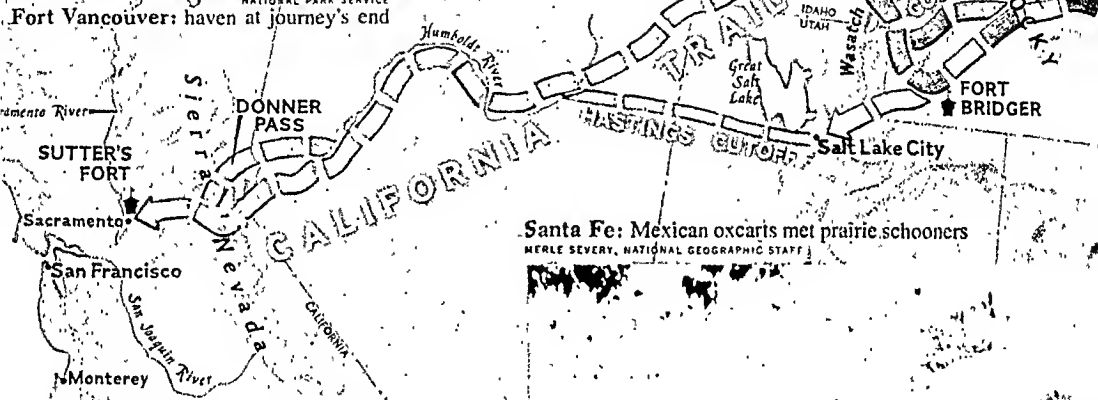 NATIONAL PARK SERVICE
Fort Vancouver: haven at journey's end
Humboldt River
TRAIL
IDAHO
UTAH
Wasatch
Great
Salt
Lake
FORT
BRIDGER
Sierra Nevada
DONNER
PASS
SUTTER'S
FORT
HASTINGS CUTOFF
Salt Lake City
CALIFORNIA
Sacramento
San Francisco
Santa Fe: Mexican oxcarts met prairie schooners
MERLE SEVERY, NATIONAL GEOGRAPHIC STAFF
CALIFORNIA
San Joaquin River
Monterey